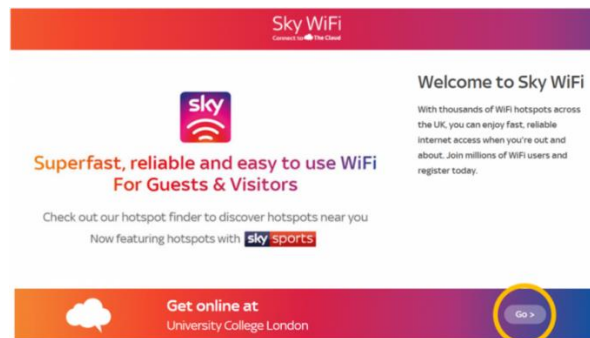 Sky WiFi
Connect to The Cloud
sky
Superfast, reliable and easy to use WiFi
For Guests & Visitors
Check out our hotspot finder to discover hotspots near you
Now featuring hotspots with sky sports
Welcome to Sky WiFi
With thousands of WiFi hotspots across
the UK, you can enjoy fast, reliable
internet access when you're out and
about. Join millions of WiFi users and
register today.
Get online at
University College London
Go >